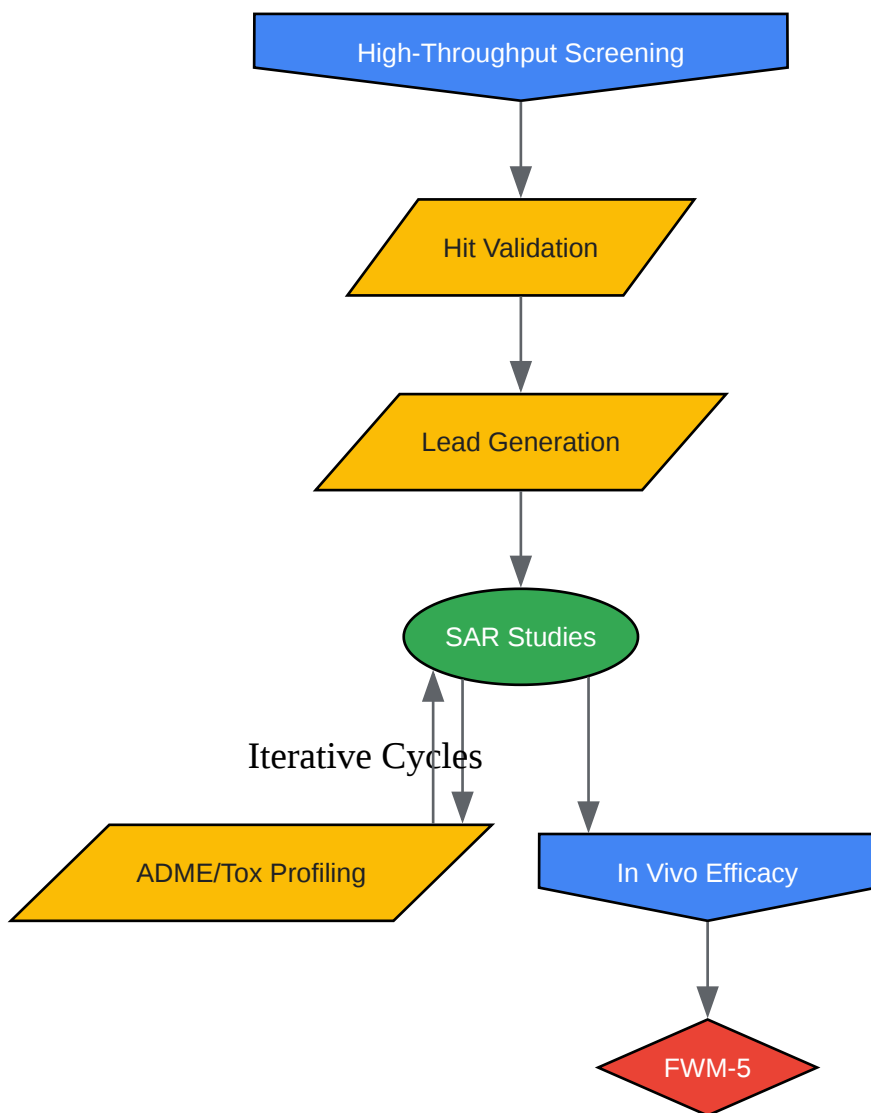 High-Throughput Screening
Hit Validation
Lead Generation
SAR Studies
Iterative Cycles
ADME/Tox Profiling
In Vivo Efficacy
FWM-5